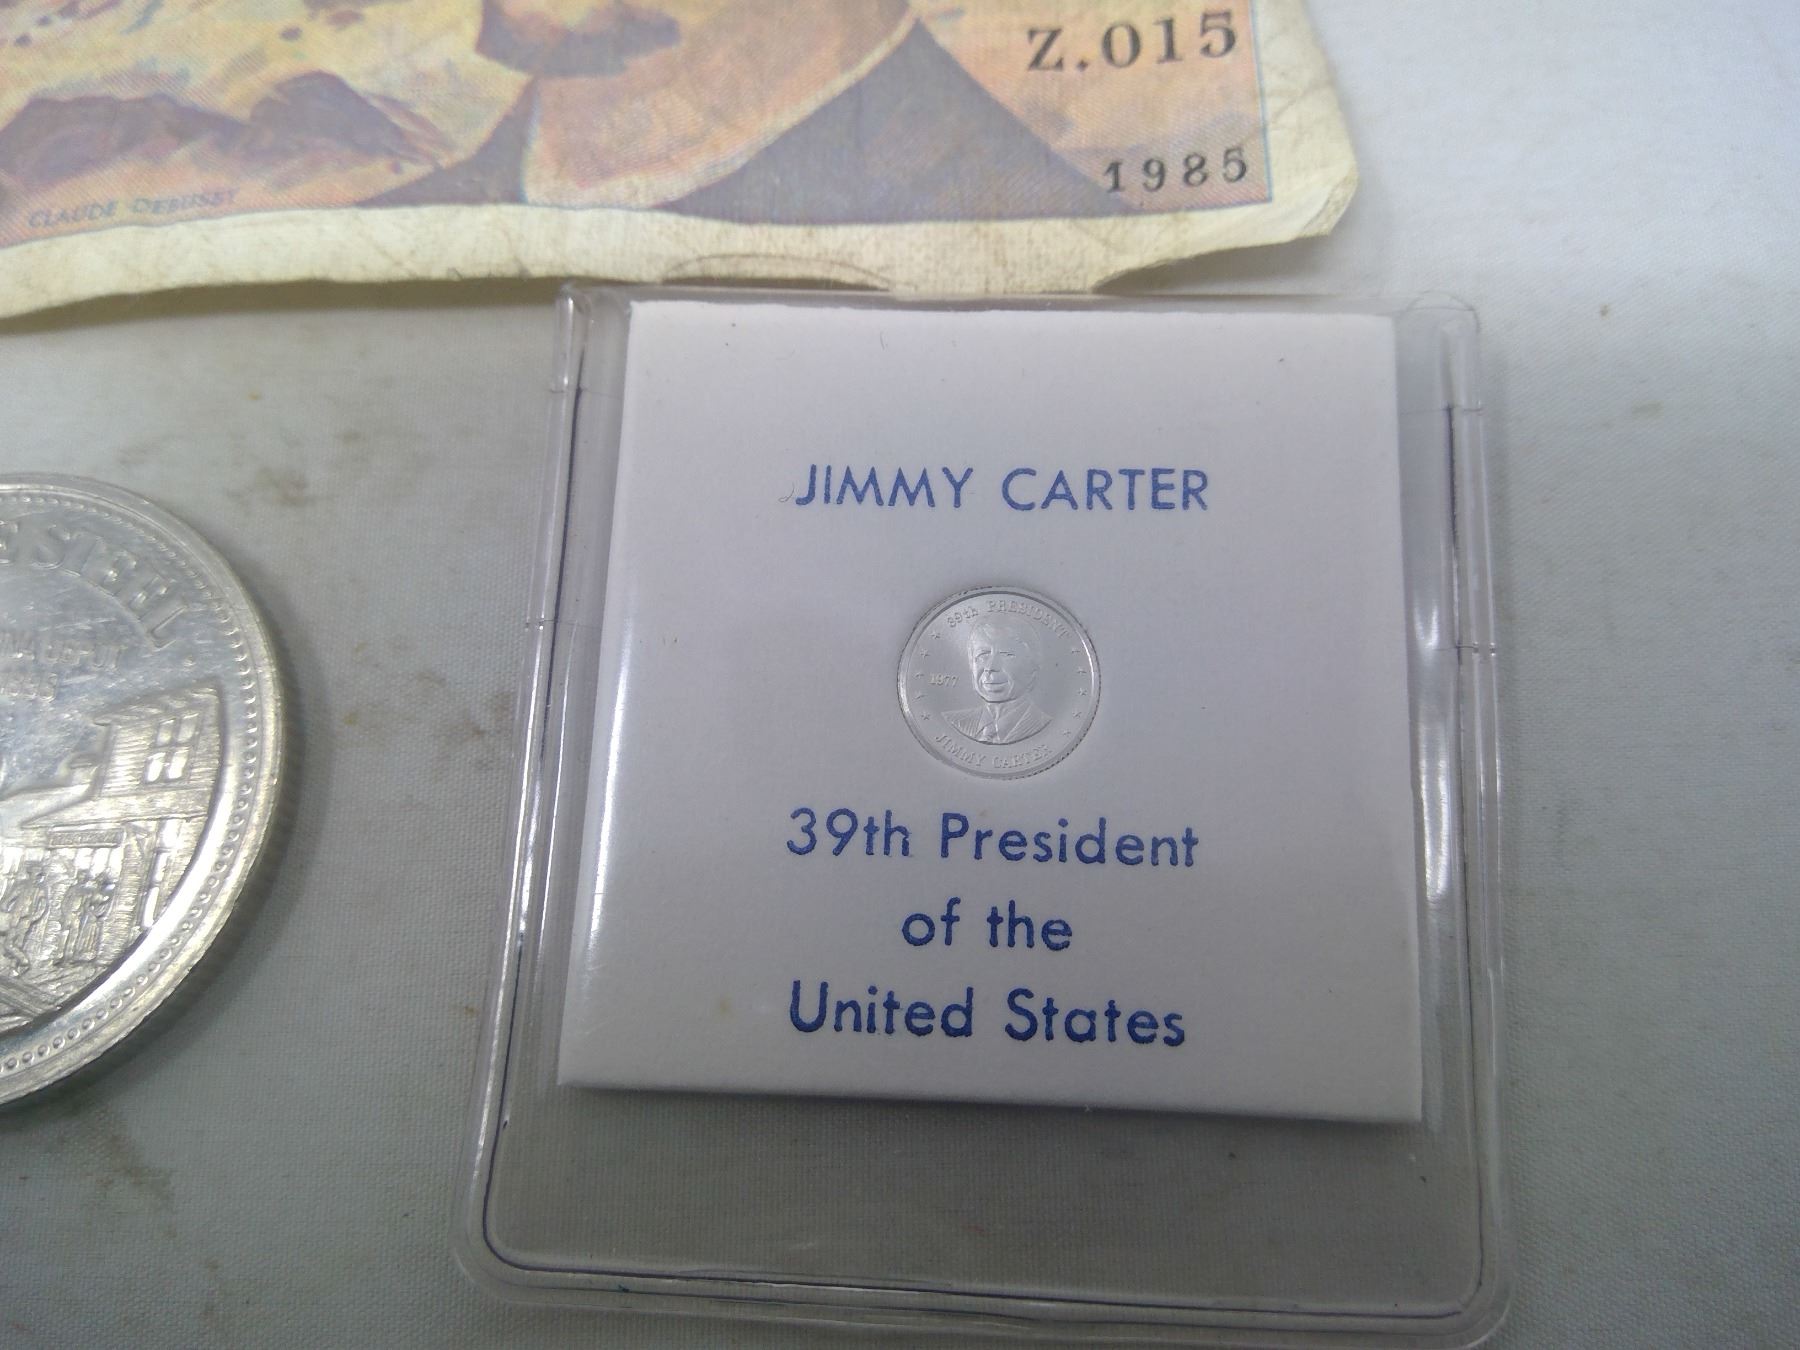 Z.015
1985
CLAUDE DEBUSSY
JIMMY CARTER
39th PRESIDENT
1977
JIMMY CARTER
39th President
of the
United States